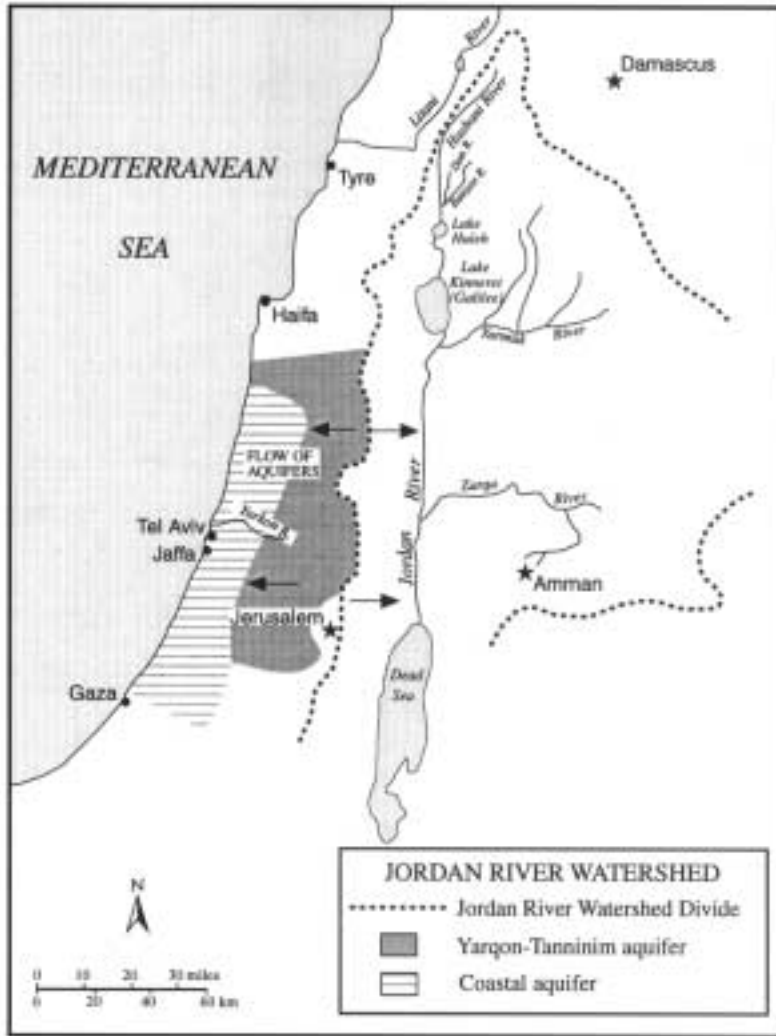 Damascus
River
Litani
Hasbani River
Dan R.
MEDITERRANEAN
SEA
Tyre
Lake
Huleh
Lake
Kinneret
(Galilee)
Haifa
Yarmuk
River
FLOW OF
AQUIFERS
River
Jordan
Zarqa
River
Tel Aviv
Yarkon R.
Jaffa
Amman
Jerusalem
Dead
Sea
Gaza
JORDAN RIVER WATERSHED
Jordan River Watershed Divide
Yarqon-Tanninim aquifer
Coastal aquifer
N
0 10 20 30 miles
0 20 40 60 km